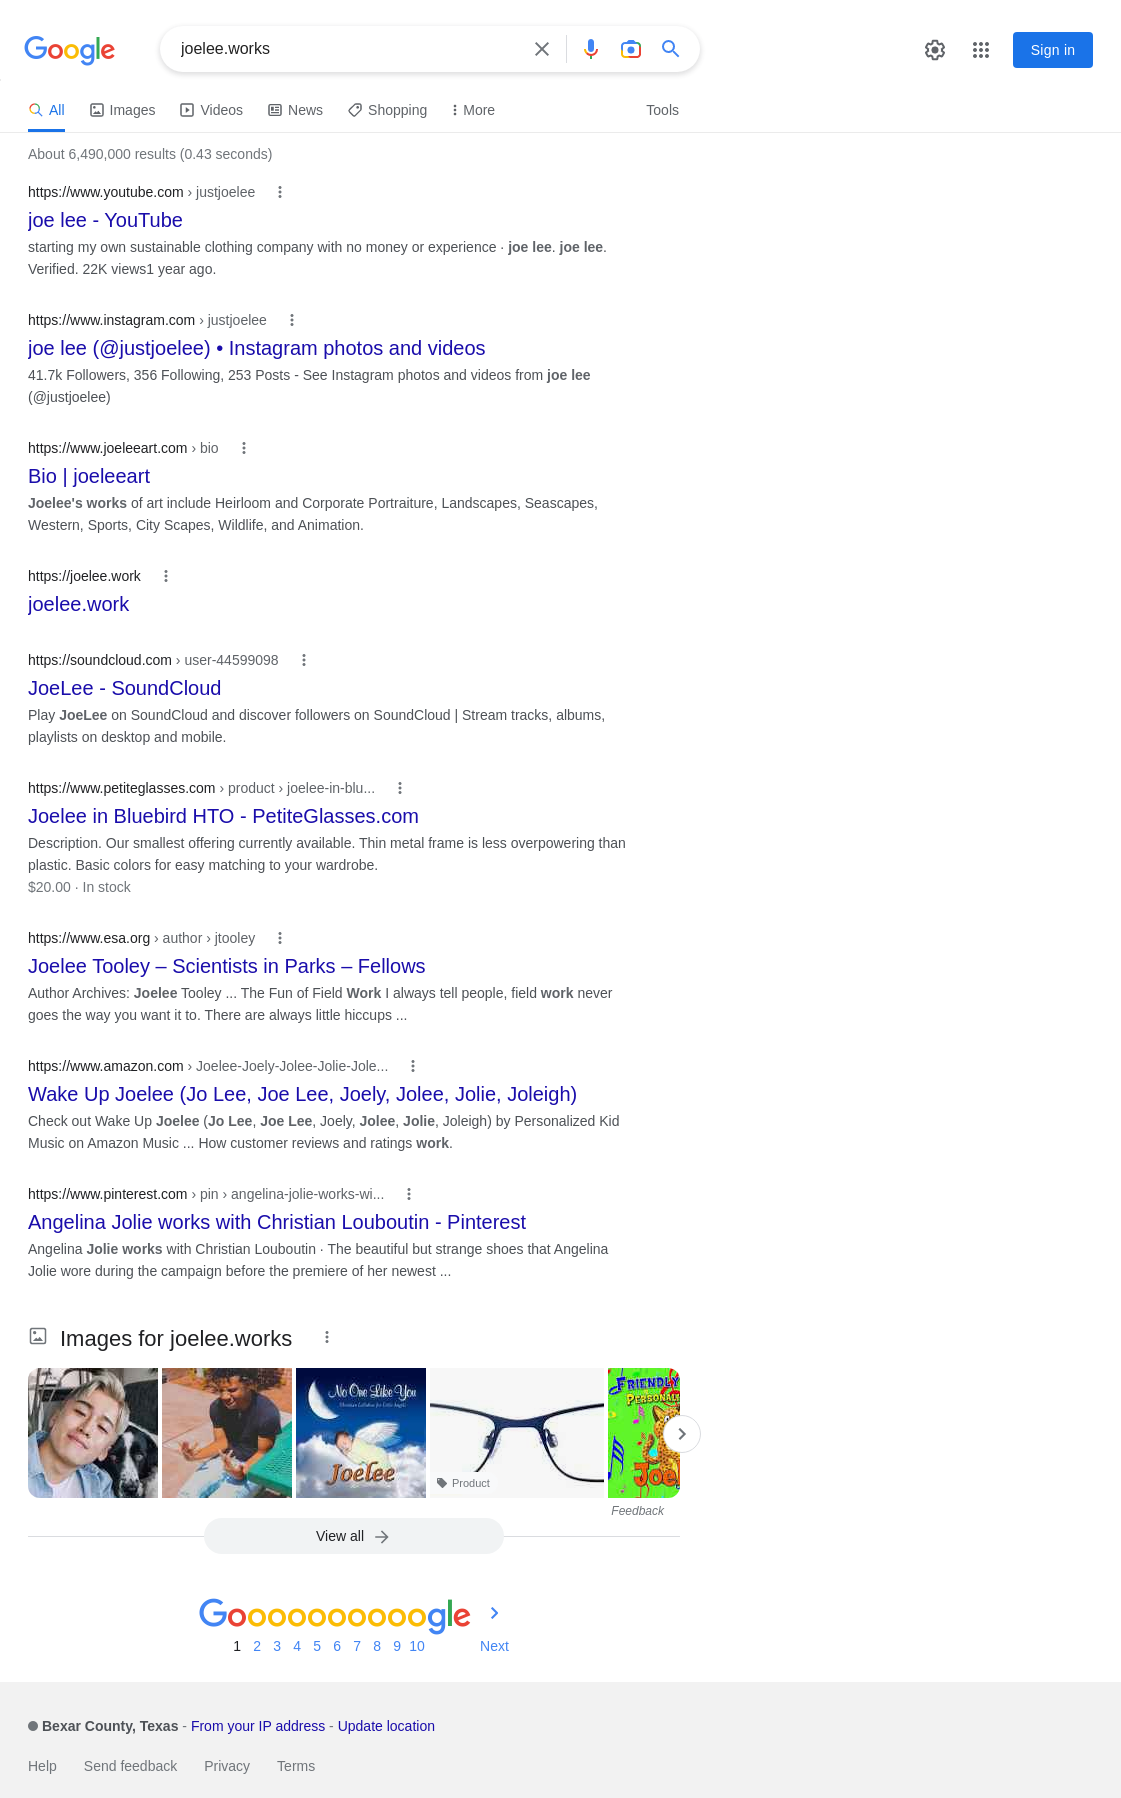 Google
joelee.works
Sign in
All
Images
Videos
News
Shopping
More
Tools
About 6,490,000 results (0.43 seconds)
https://www.youtube.com › justjoelee
joe lee - YouTube
starting my own sustainable clothing company with no money or experience · joe lee. joe lee.
Verified. 22K views1 year ago.
https://www.instagram.com › justjoelee
joe lee (@justjoelee) • Instagram photos and videos
41.7k Followers, 356 Following, 253 Posts - See Instagram photos and videos from joe lee
(@justjoelee)
https://www.joeleeart.com › bio
Bio | joeleeart
Joelee's works of art include Heirloom and Corporate Portraiture, Landscapes, Seascapes,
Western, Sports, City Scapes, Wildlife, and Animation.
https://joelee.work
joelee.work
https://soundcloud.com › user-44599098
JoeLee - SoundCloud
Play JoeLee on SoundCloud and discover followers on SoundCloud | Stream tracks, albums,
playlists on desktop and mobile.
https://www.petiteglasses.com › product › joelee-in-blu...
Joelee in Bluebird HTO - PetiteGlasses.com
Description. Our smallest offering currently available. Thin metal frame is less overpowering than
plastic. Basic colors for easy matching to your wardrobe.
$20.00 · In stock
https://www.esa.org › author › jtooley
Joelee Tooley – Scientists in Parks – Fellows
Author Archives: Joelee Tooley ... The Fun of Field Work I always tell people, field work never
goes the way you want it to. There are always little hiccups ...
https://www.amazon.com › Joelee-Joely-Jolee-Jolie-Jole...
Wake Up Joelee (Jo Lee, Joe Lee, Joely, Jolee, Jolie, Joleigh)
Check out Wake Up Joelee (Jo Lee, Joe Lee, Joely, Jolee, Jolie, Joleigh) by Personalized Kid
Music on Amazon Music ... How customer reviews and ratings work.
https://www.pinterest.com › pin › angelina-jolie-works-wi...
Angelina Jolie works with Christian Louboutin - Pinterest
Angelina Jolie works with Christian Louboutin · The beautiful but strange shoes that Angelina
Jolie wore during the campaign before the premiere of her newest ...
Images for joelee.works
No One Like You
Christian Lullabies for Little Angels
Joelee
Product
FRIENDLY
PERSONAL
Joel
Feedback
View all
Goooooooooogle
1 2 3 4 5 6 7 8 9 10 Next
Bexar County, Texas - From your IP address - Update location
Help Send feedback Privacy Terms